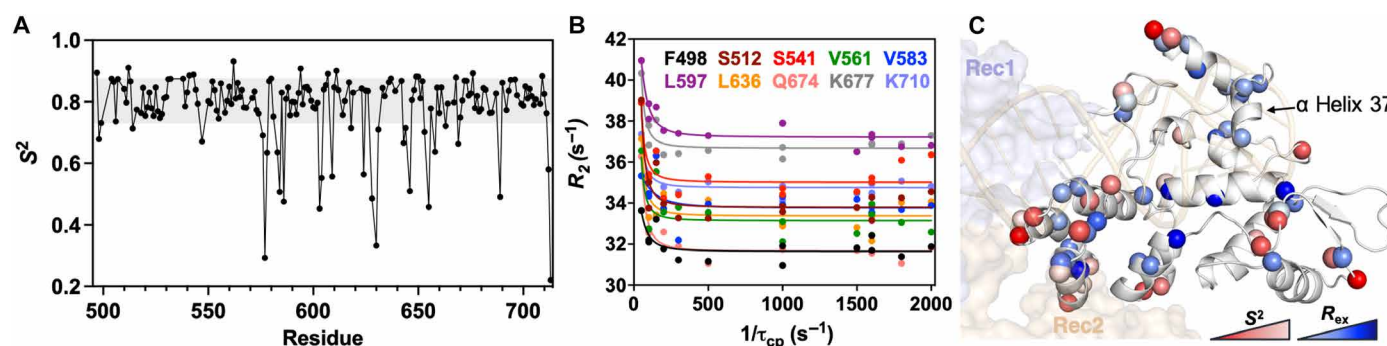 A
S²
1.0
0.8
0.6
0.4
0.2
500
550
600
650
700
Residue
B
R₂ (s⁻¹)
42
40
38
36
34
32
30
F498 S512 S541 V561 V583
L597 L636 Q674 K677 K710
0
500
1000
1500
2000
1/τcp (s⁻¹)
C
Rec1
α Helix 37
Rec2
S²
Rex